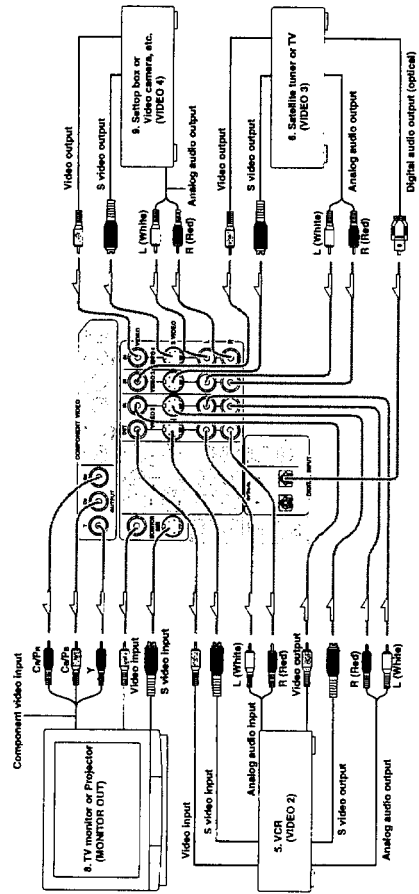 Component video input
8. TV monitor or Projector
(MONITOR OUT)
CR/PR
CB/PB
Y
Video input
S video input
Video input
S video input
Analog audio input
L (White)
R (Red)
5. VCR
(VIDEO 2)
Video output
S video output
R (Red)
L (White)
Analog audio output
COMPONENT VIDEO
OUTPUT
Video output
S video output
9. Settop box or
Video camera, etc.
(VIDEO 4)
L (White)
R (Red)
Analog audio output
Video output
S video output
6. Satellite tuner or TV
(VIDEO 3)
L (White)
R (Red)
Analog audio output
Digital audio output (optical)